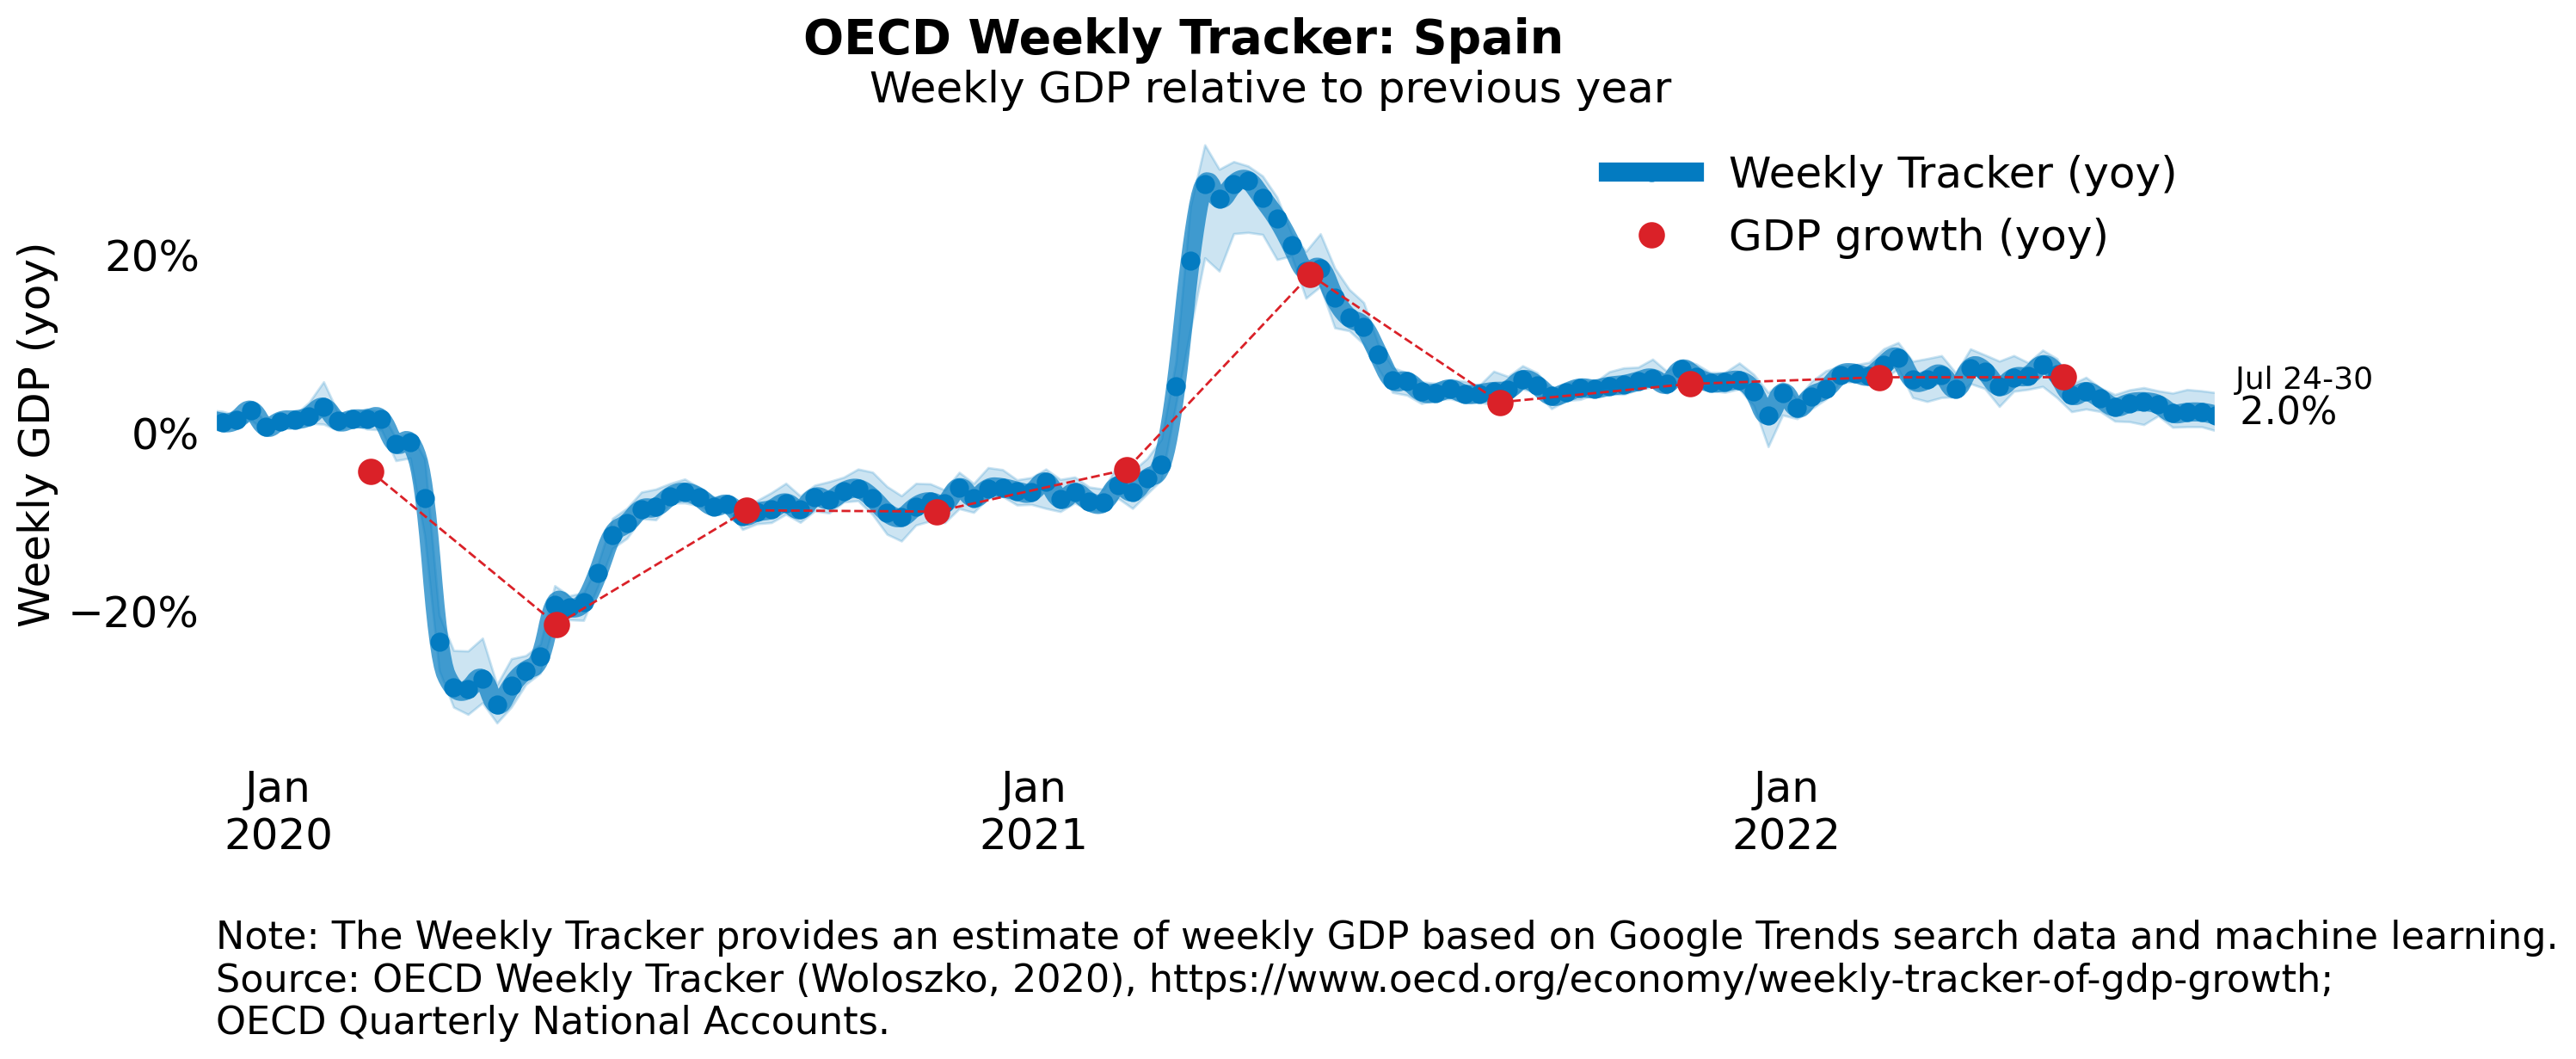 OECD Weekly Tracker: Spain
Weekly GDP relative to previous year
Weekly Tracker (yoy)
GDP growth (yoy)
Weekly GDP (yoy)
20%
0%
−20%
Jul 24-30
2.0%
Jan
2020
Jan
2021
Jan
2022
Note: The Weekly Tracker provides an estimate of weekly GDP based on Google Trends search data and machine learning.
Source: OECD Weekly Tracker (Woloszko, 2020), https://www.oecd.org/economy/weekly-tracker-of-gdp-growth;
OECD Quarterly National Accounts.